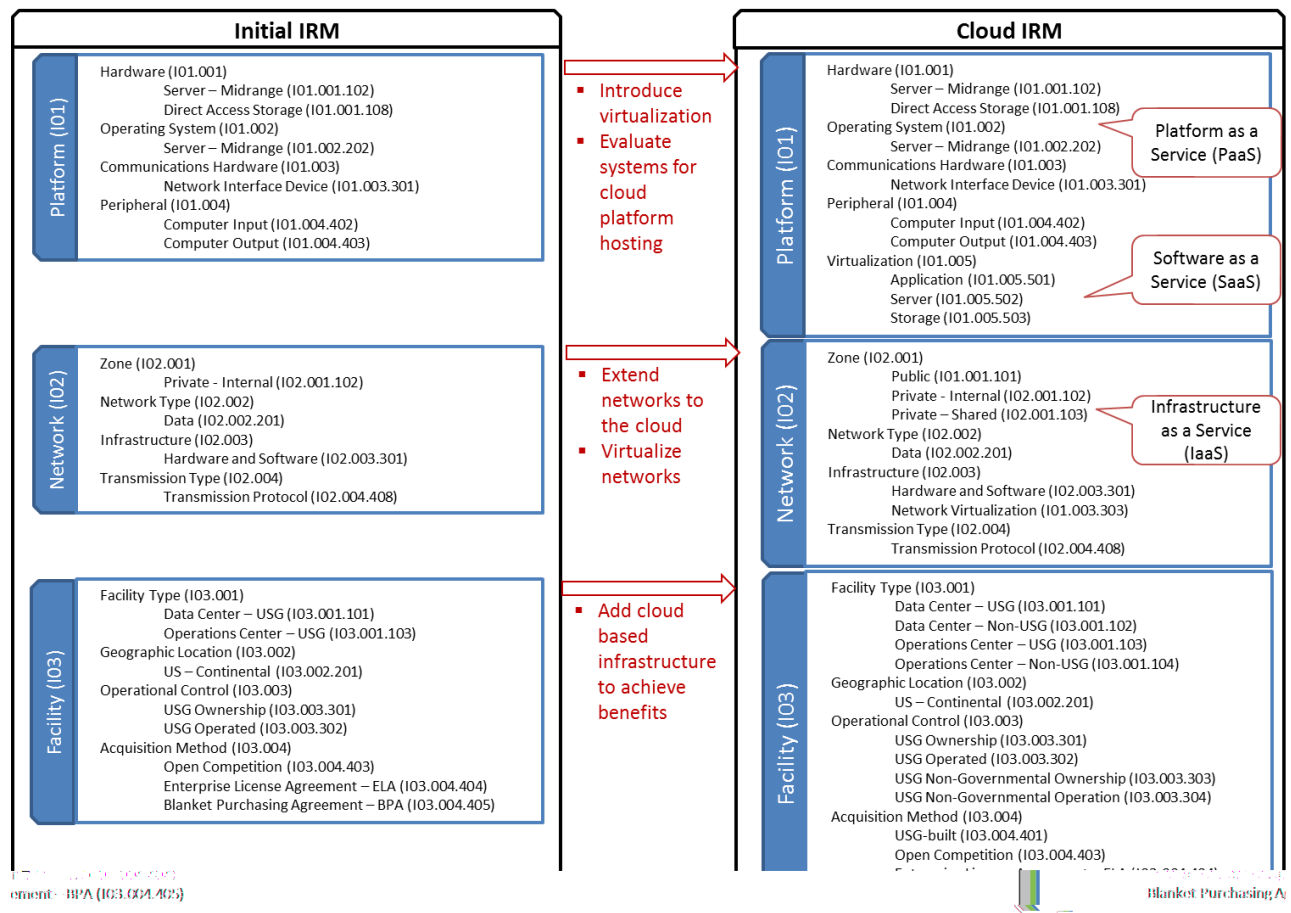 Initial IRM
Platform (I01)
Hardware (I01.001)
Server – Midrange (I01.001.102)
Direct Access Storage (I01.001.108)
Operating System (I01.002)
Server – Midrange (I01.002.202)
Communications Hardware (I01.003)
Network Interface Device (I01.003.301)
Peripheral (I01.004)
Computer Input (I01.004.402)
Computer Output (I01.004.403)
Network (I02)
Zone (I02.001)
Private - Internal (I02.001.102)
Network Type (I02.002)
Data (I02.002.201)
Infrastructure (I02.003)
Hardware and Software (I02.003.301)
Transmission Type (I02.004)
Transmission Protocol (I02.004.408)
Facility (I03)
Facility Type (I03.001)
Data Center – USG (I03.001.101)
Operations Center – USG (I03.001.103)
Geographic Location (I03.002)
US – Continental (I03.002.201)
Operational Control (I03.003)
USG Ownership (I03.003.301)
USG Operated (I03.003.302)
Acquisition Method (I03.004)
Open Competition (I03.004.403)
Enterprise License Agreement – ELA (I03.004.404)
Blanket Purchasing Agreement – BPA (I03.004.405)
▪ Introduce
virtualization
▪ Evaluate
systems for
cloud
platform
hosting
▪ Extend
networks to
the cloud
▪ Virtualize
networks
▪ Add cloud
based
infrastructure
to achieve
benefits
Cloud IRM
Platform (I01)
Hardware (I01.001)
Server – Midrange (I01.001.102)
Direct Access Storage (I01.001.108)
Operating System (I01.002)
Server – Midrange (I01.002.202)
Communications Hardware (I01.003)
Network Interface Device (I01.003.301)
Peripheral (I01.004)
Computer Input (I01.004.402)
Computer Output (I01.004.403)
Virtualization (I01.005)
Application (I01.005.501)
Server (I01.005.502)
Storage (I01.005.503)
Platform as a
Service (PaaS)
Software as a
Service (SaaS)
Network (I02)
Zone (I02.001)
Public (I01.001.101)
Private - Internal (I02.001.102)
Private – Shared (I02.001.103)
Network Type (I02.002)
Data (I02.002.201)
Infrastructure (I02.003)
Hardware and Software (I02.003.301)
Network Virtualization (I01.003.303)
Transmission Type (I02.004)
Transmission Protocol (I02.004.408)
Infrastructure
as a Service
(IaaS)
Facility (I03)
Facility Type (I03.001)
Data Center – USG (I03.001.101)
Data Center – Non-USG (I03.001.102)
Operations Center – USG (I03.001.103)
Operations Center – Non-USG (I03.001.104)
Geographic Location (I03.002)
US – Continental (I03.002.201)
Operational Control (I03.003)
USG Ownership (I03.003.301)
USG Operated (I03.003.302)
USG Non-Governmental Ownership (I03.003.303)
USG Non-Governmental Operation (I03.003.304)
Acquisition Method (I03.004)
USG-built (I03.004.401)
Open Competition (I03.004.403)
ement – BPA (I03.004.405)
Blanket Purchasing A